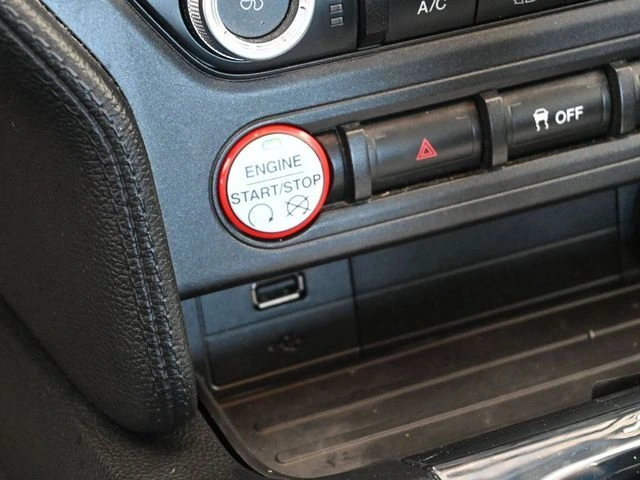 A/C
OFF
ENGINE
START/STOP